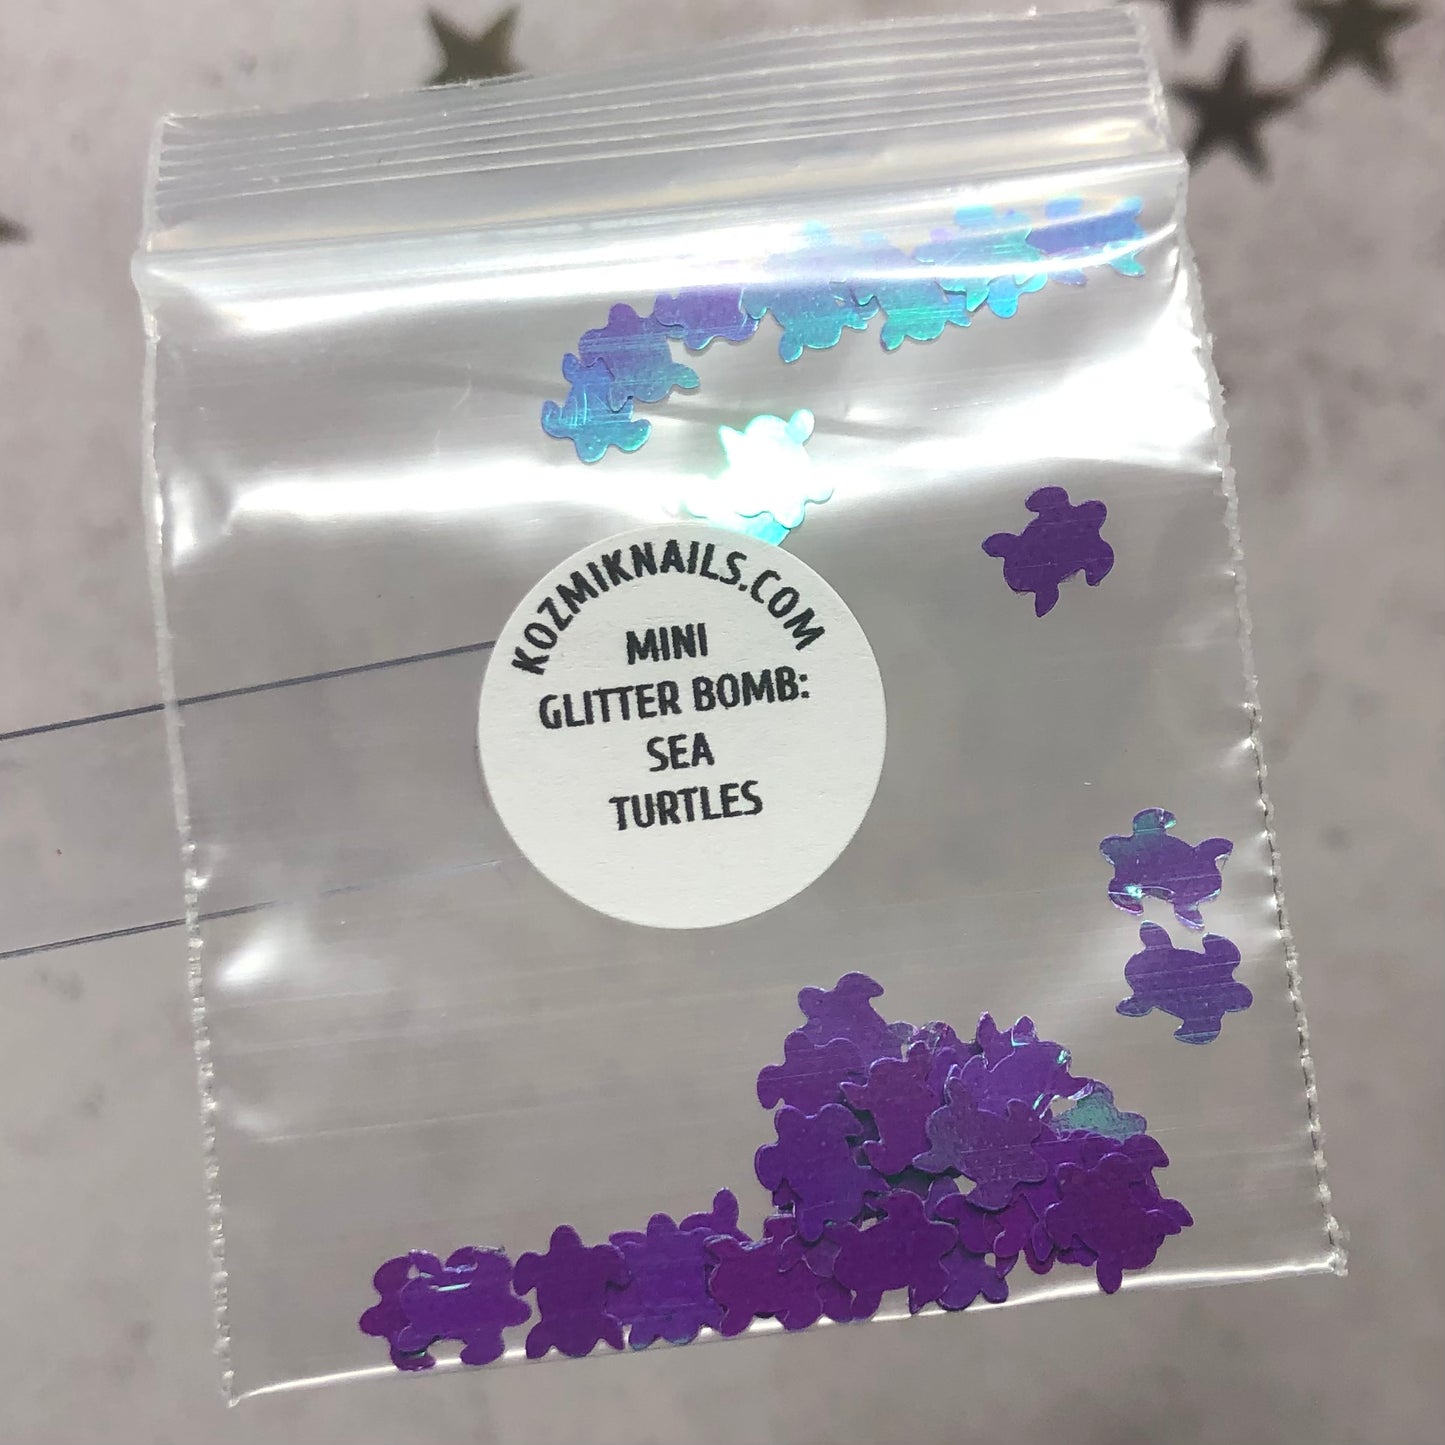 KOZMIKNAILS.COM
MINI
GLITTER BOMB:
SEA
TURTLES